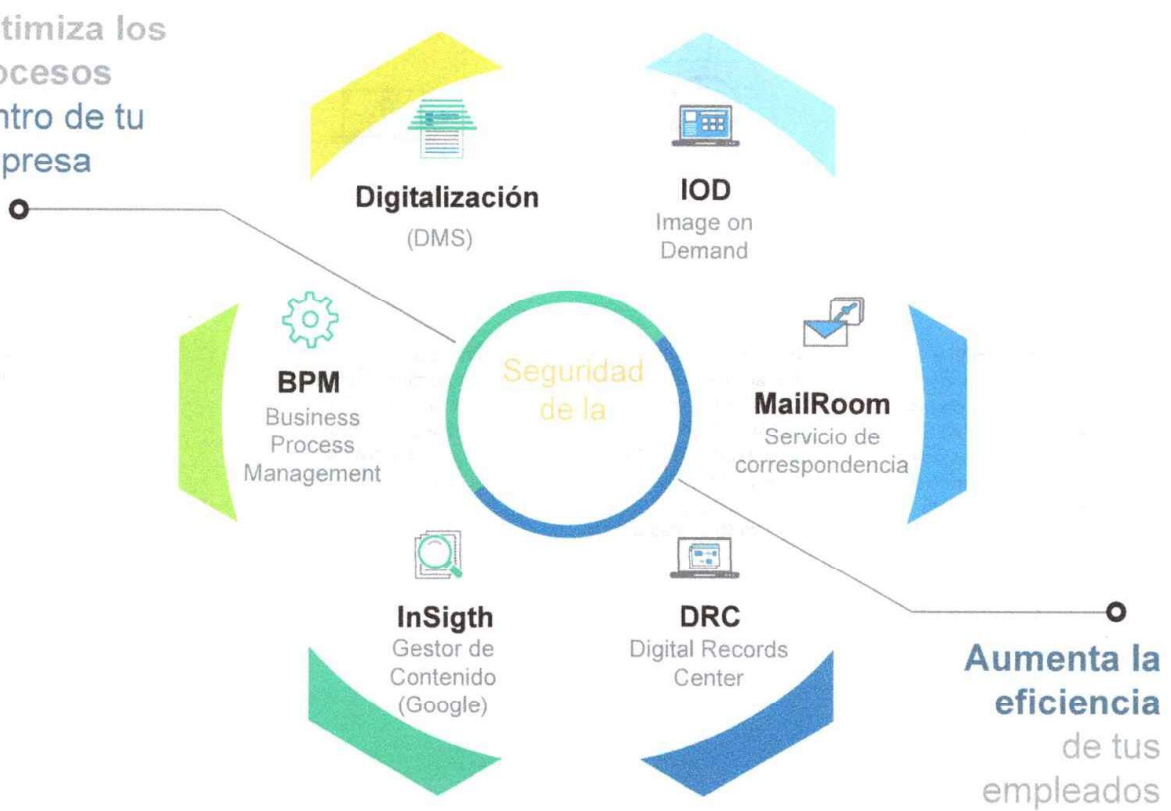 timiza los
ocesos
ntro de tu
presa
Digitalización
(DMS)
IOD
Image on
Demand
BPM
Business
Process
Management
Seguridad
de la
MailRoom
Servicio de
correspondencia
InSigth
Gestor de
Contenido
(Google)
DRC
Digital Records
Center
Aumenta la
eficiencia
de tus
empleados